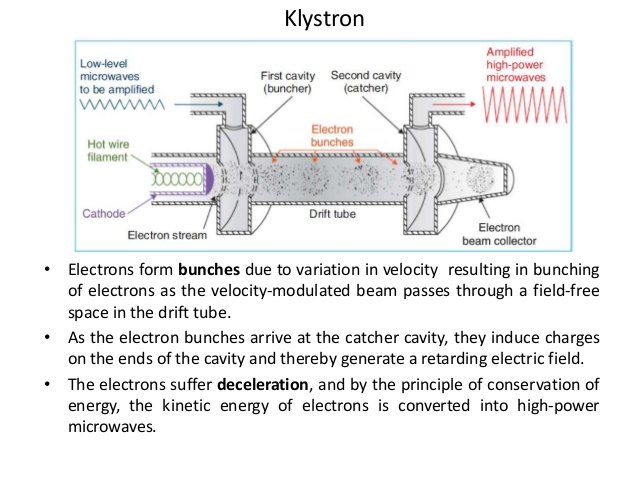 Klystron
Low-level
microwaves
to be amplified
First cavity
(buncher)
Second cavity
(catcher)
Amplified
high-power
microwaves
Hot wire
filament
Electron
bunches
Cathode
Electron stream
Drift tube
Electron
beam collector
• Electrons form bunches due to variation in velocity resulting in bunching
of electrons as the velocity-modulated beam passes through a field-free
space in the drift tube.
• As the electron bunches arrive at the catcher cavity, they induce charges
on the ends of the cavity and thereby generate a retarding electric field.
• The electrons suffer deceleration, and by the principle of conservation of
energy, the kinetic energy of electrons is converted into high-power
microwaves.